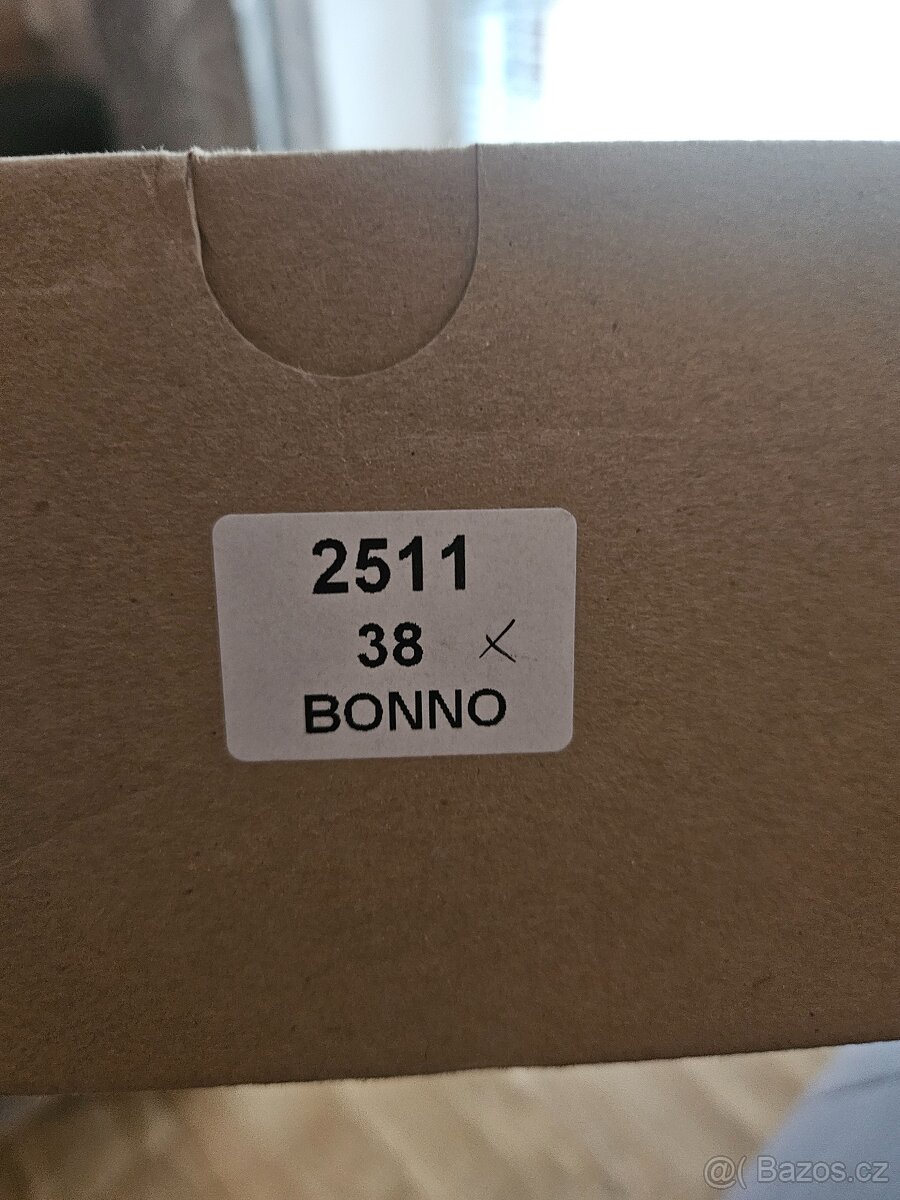 2511
38 X
BONNO
@( Bazos.cz